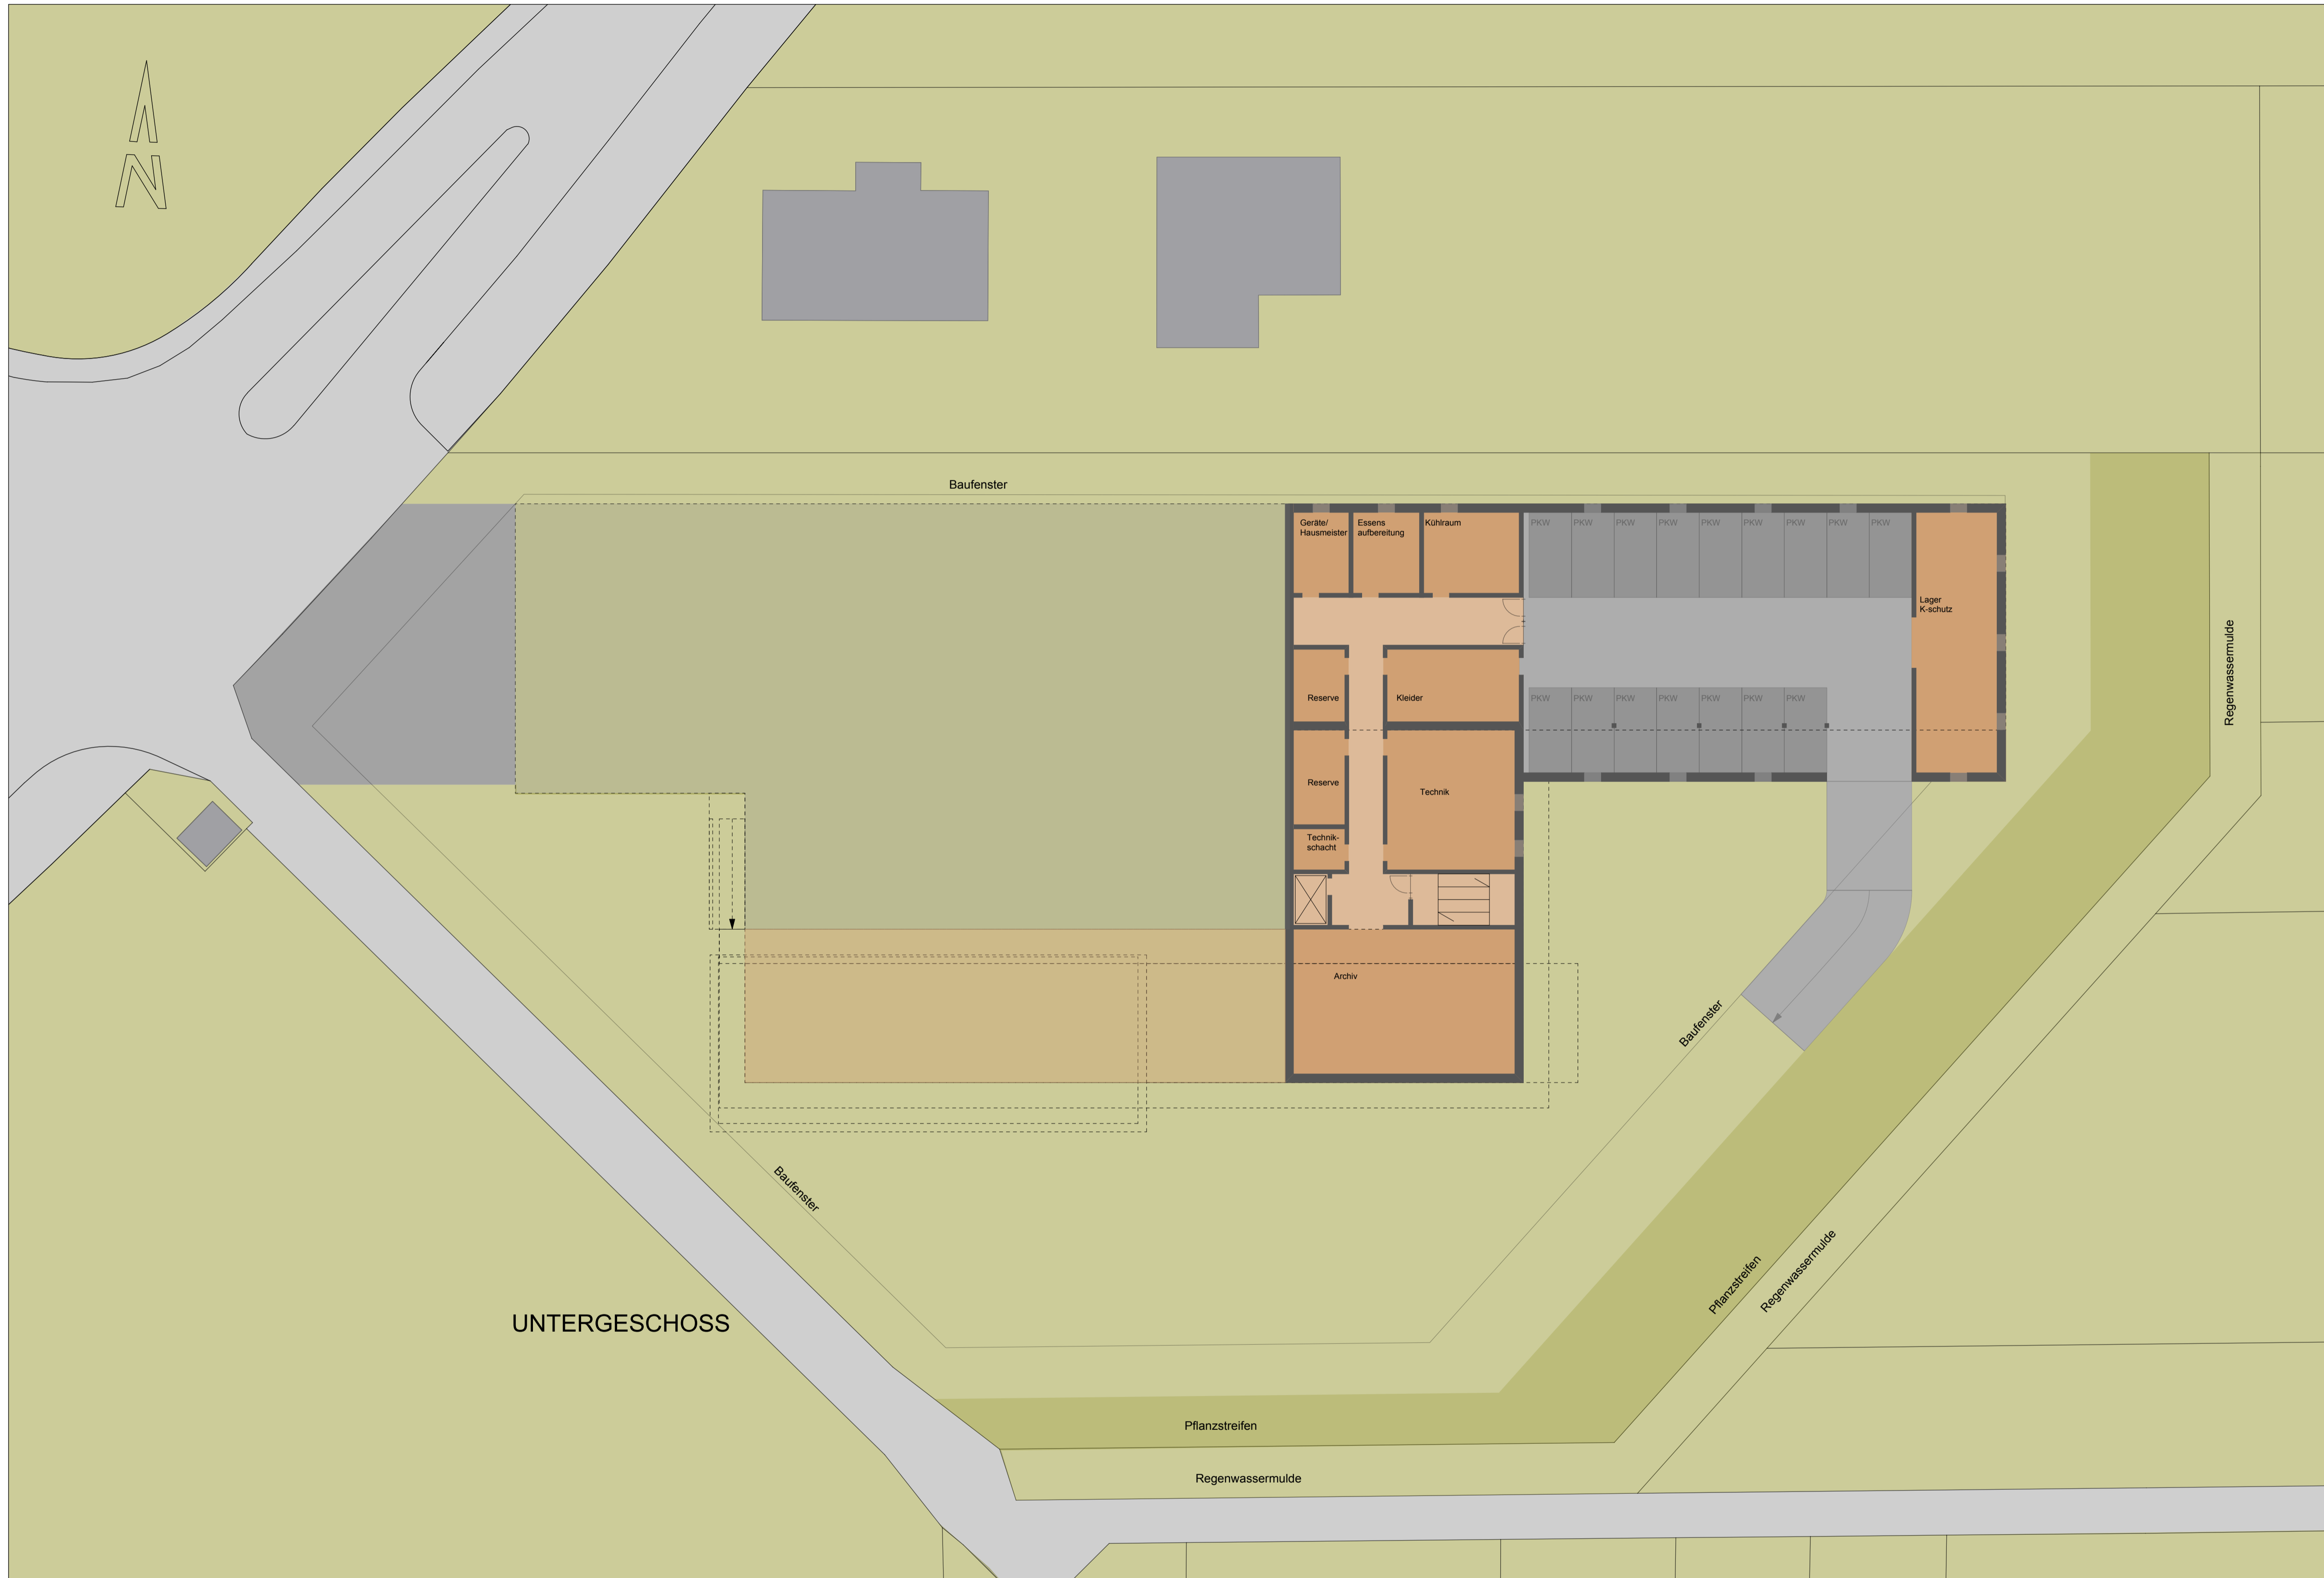 N
Baufenster
Geräte/
Hausmeister
Essens
aufbereitung
Kühlraum
PKW PKW PKW PKW PKW PKW PKW PKW PKW
Lager
K-schutz
Regenwassermulde
Reserve
Kleider
PKW PKW PKW PKW PKW PKW PKW
Reserve
Technik
Technik-
schacht
Archiv
Baufenster
Baufenster
Pflanzstreifen
Regenwassermulde
UNTERGESCHOSS
Pflanzstreifen
Regenwassermulde